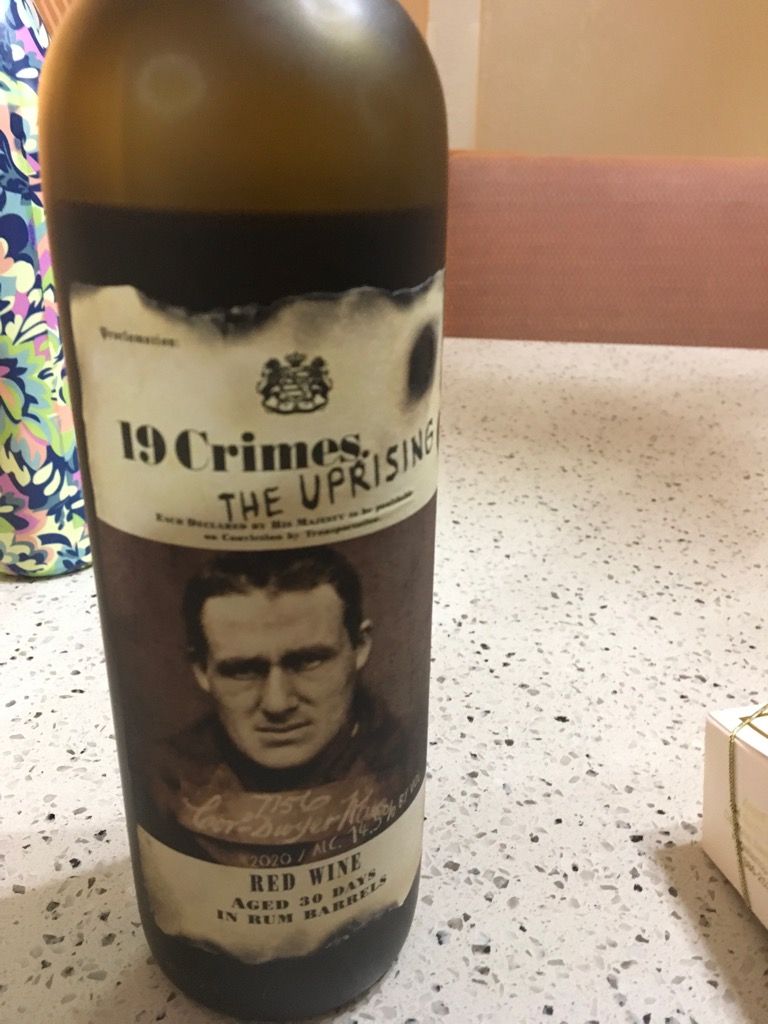 Proclamation:
19 Crimes.
THE UPRISING
Each Declared by His Majesty to be punishable
on Conviction by Transportation.
7156
2020 / ALC. 14.5% BY VOL
RED WINE
AGED 30 DAYS
IN RUM BARRELS